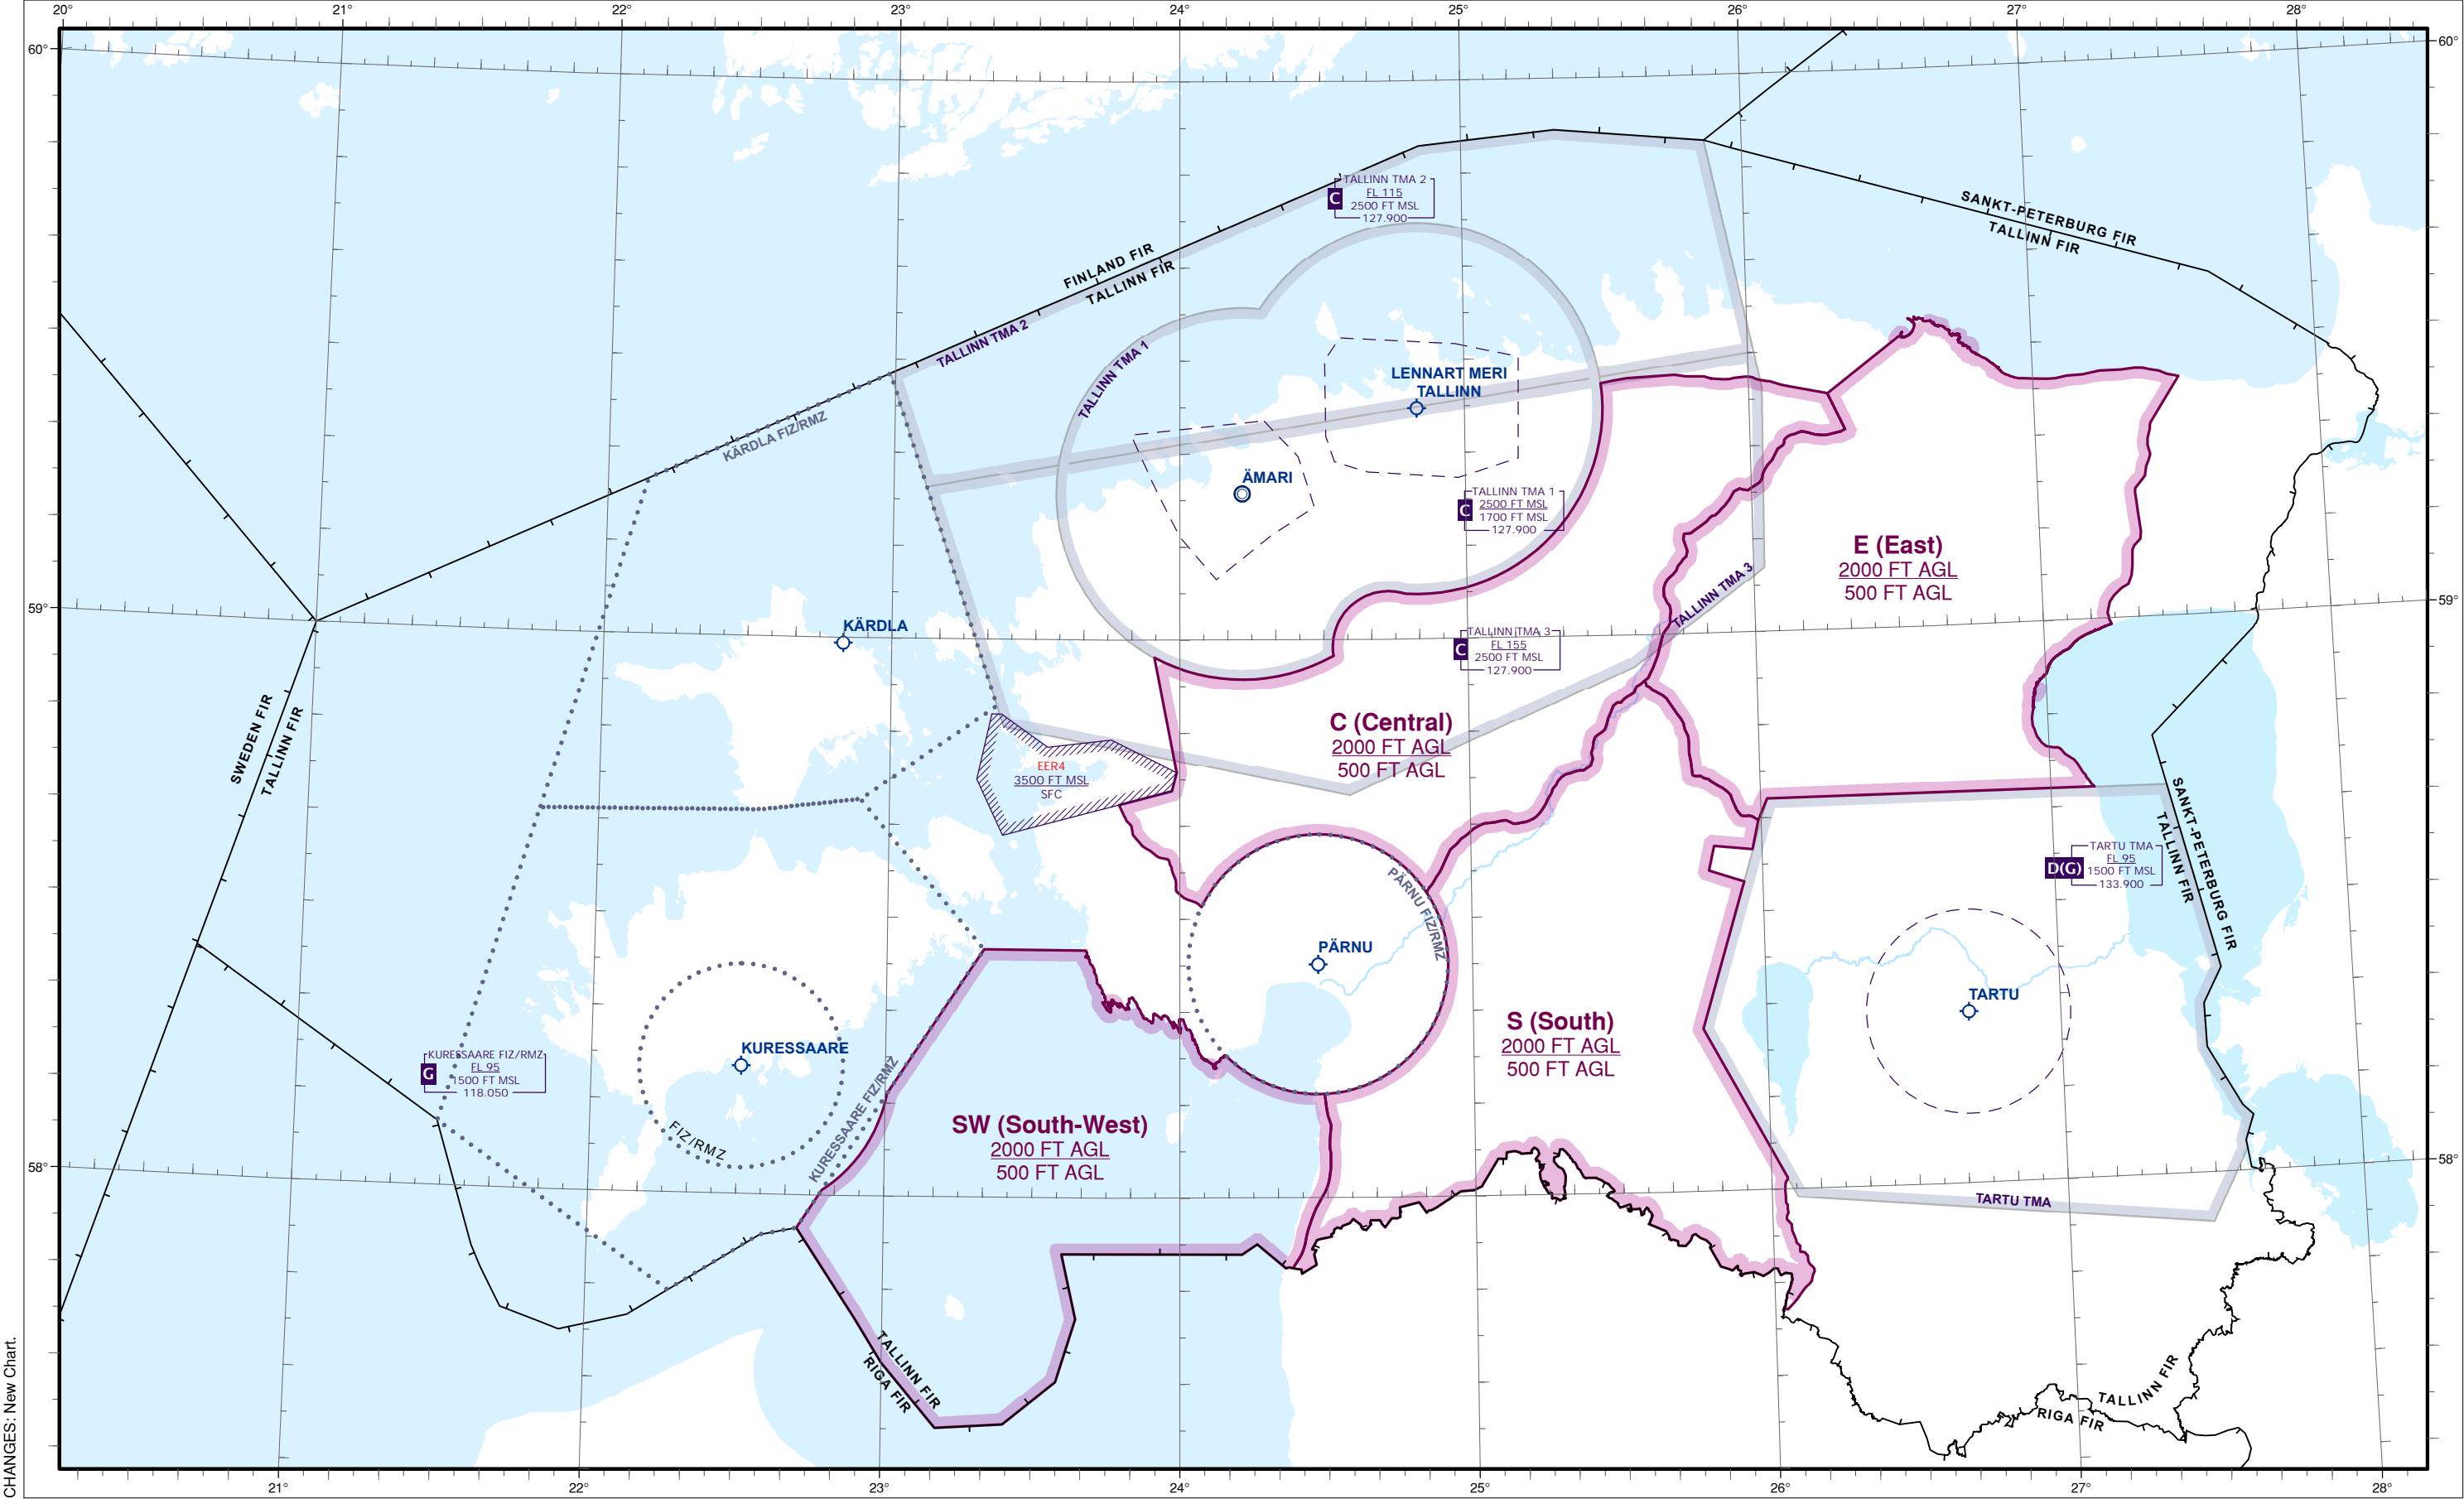 20° 21° 22° 23° 24° 25° 26° 27° 28°
60° 60°
TALLINN TMA 2
FL 115
C
2500 FT MSL
127.900
SANKT-PETERBURG FIR
TALLINN FIR
FINLAND FIR
TALLINN FIR
TALLINN TMA 2
TALLINN TMA 1
LENNART MERI
TALLINN
KÄRDLA FIZ/RMZ
ÄMARI
TALLINN TMA 1
2500 FT MSL
C
1700 FT MSL
127.900
E (East)
2000 FT AGL
500 FT AGL
TALLINN TMA 3
59° 59°
KÄRDLA
TALLINN TMA 3
FL 155
C
2500 FT MSL
127.900
SWEDEN FIR
TALLINN FIR
C (Central)
2000 FT AGL
500 FT AGL
EER4
3500 FT MSL
SFC
SANKT-PETERBURG FIR
TALLINN FIR
TARTU TMA
FL 95
D(G)
1500 FT MSL
133.900
PÄRNU FIZ/RMZ
PÄRNU
TARTU
KURESSAARE
S (South)
2000 FT AGL
500 FT AGL
KURESSAARE FIZ/RMZ
FL 95
G
1500 FT MSL
118.050
KURESSAARE FIZ/RMZ
FIZ/RMZ
SW (South-West)
2000 FT AGL
500 FT AGL
58° 58°
TARTU TMA
TALLINN FIR
RIGA FIR
TALLINN FIR
RIGA FIR
CHANGES: New Chart.
21° 22° 23° 24° 25° 26° 27° 28°